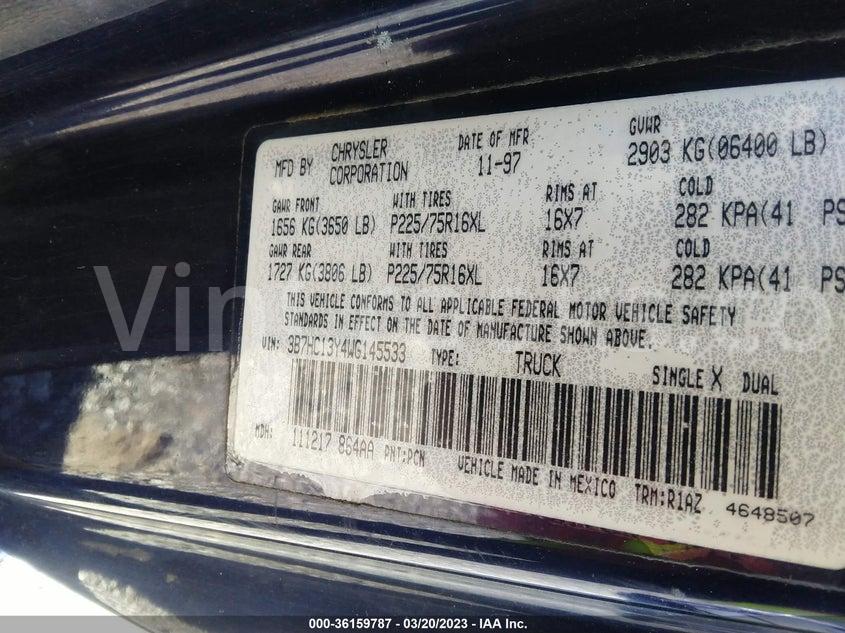 MFD BY CHRYSLER CORPORATION DATE OF MFR 11-97 GVWR 2903 KG(06400 LB)
GAWR FRONT WITH TIRES RIMS AT COLD
1656 KG(3650 LB) P225/75R16XL 16X7 282 KPA(41 PS
GAWR REAR WITH TIRES RIMS AT COLD
1727 KG(3806 LB) P225/75R16XL 16X7 282 KPA(41 PS
THIS VEHICLE CONFORMS TO ALL APPLICABLE FEDERAL MOTOR VEHICLE SAFETY
STANDARDS IN EFFECT ON THE DATE OF MANUFACTURE SHOWN ABOVE.
VIN: 3B7HC13Y4WG145533 TYPE: TRUCK SINGLE X DUAL
MDH: 111217 864AA PNT:PCN VEHICLE MADE IN MEXICO TRM:R1AZ 4648507
000-36159787 - 03/20/2023 - IAA Inc.